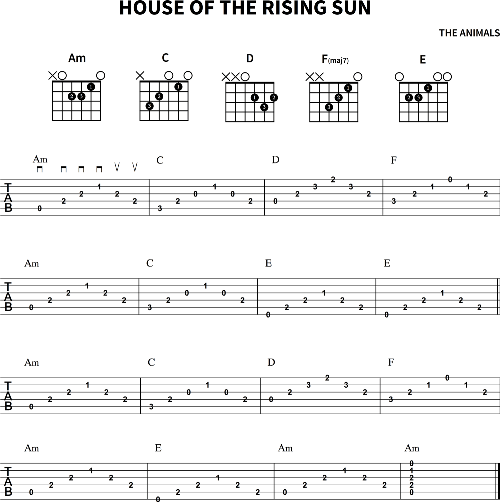 HOUSE OF THE RISING SUN
THE ANIMALS
Am C D F(maj7) E
Am C D F
TAB 0 2 2 1 2 2 3 2 0 1 0 2 0 2 3 2 3 2 3 2 1 0 1 2
Am C E E
TAB 0 2 2 1 2 2 3 2 0 1 0 2 0 2 2 1 2 2 0 2 2 1 2 2
Am C D F
TAB 0 2 2 1 2 2 3 2 0 1 0 2 0 2 3 2 3 2 3 2 1 0 1 2
Am E Am Am
TAB 0 2 2 1 2 2 0 2 2 1 2 2 0 2 2 1 2 2 0 1 2 2 0